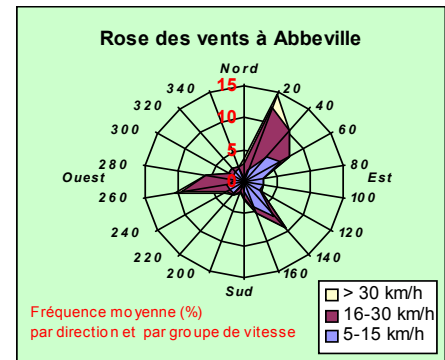 Rose des vents à Abbeville
Nord
340
20
320
40
300
60
280
80
Ouest
Est
260
100
240
120
220
140
200
160
Sud
15
10
5
0
Fréquence moyenne (%)
par direction et par groupe de vitesse
> 30 km/h
16-30 km/h
5-15 km/h